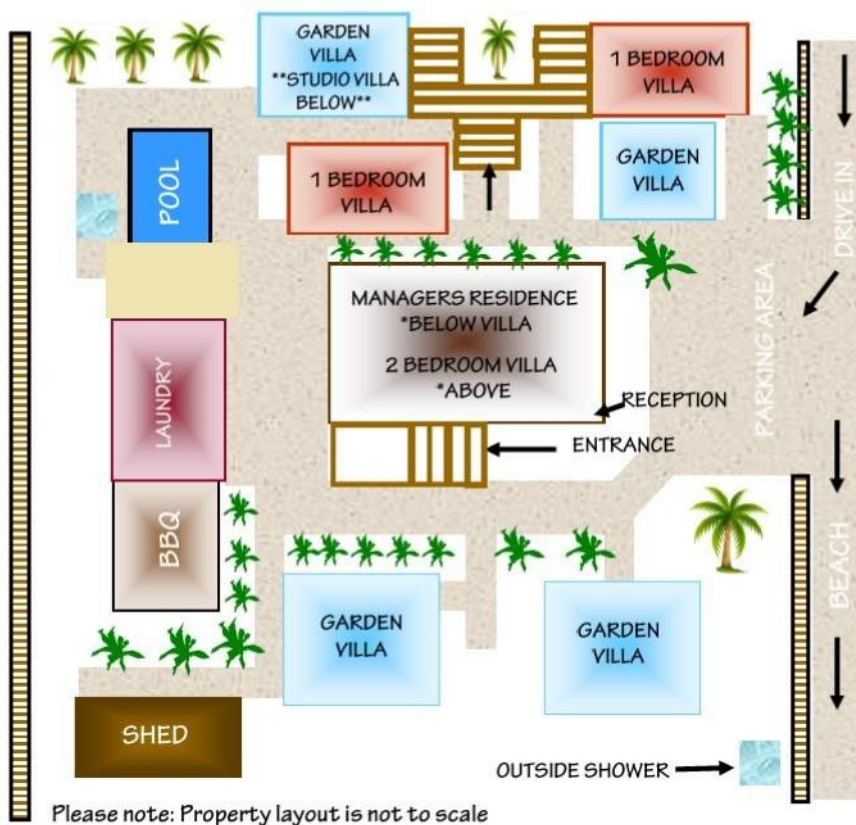 GARDEN
VILLA
**STUDIO VILLA
BELOW**
1 BEDROOM
VILLA
DRIVE IN
POOL
1 BEDROOM
VILLA
GARDEN
VILLA
MANAGERS RESIDENCE
*BELOW VILLA
2 BEDROOM VILLA
*ABOVE
PARKING AREA
RECEPTION
LAUNDRY
ENTRANCE
BBQ
BEACH
GARDEN
VILLA
GARDEN
VILLA
SHED
OUTSIDE SHOWER
Please note: Property layout is not to scale